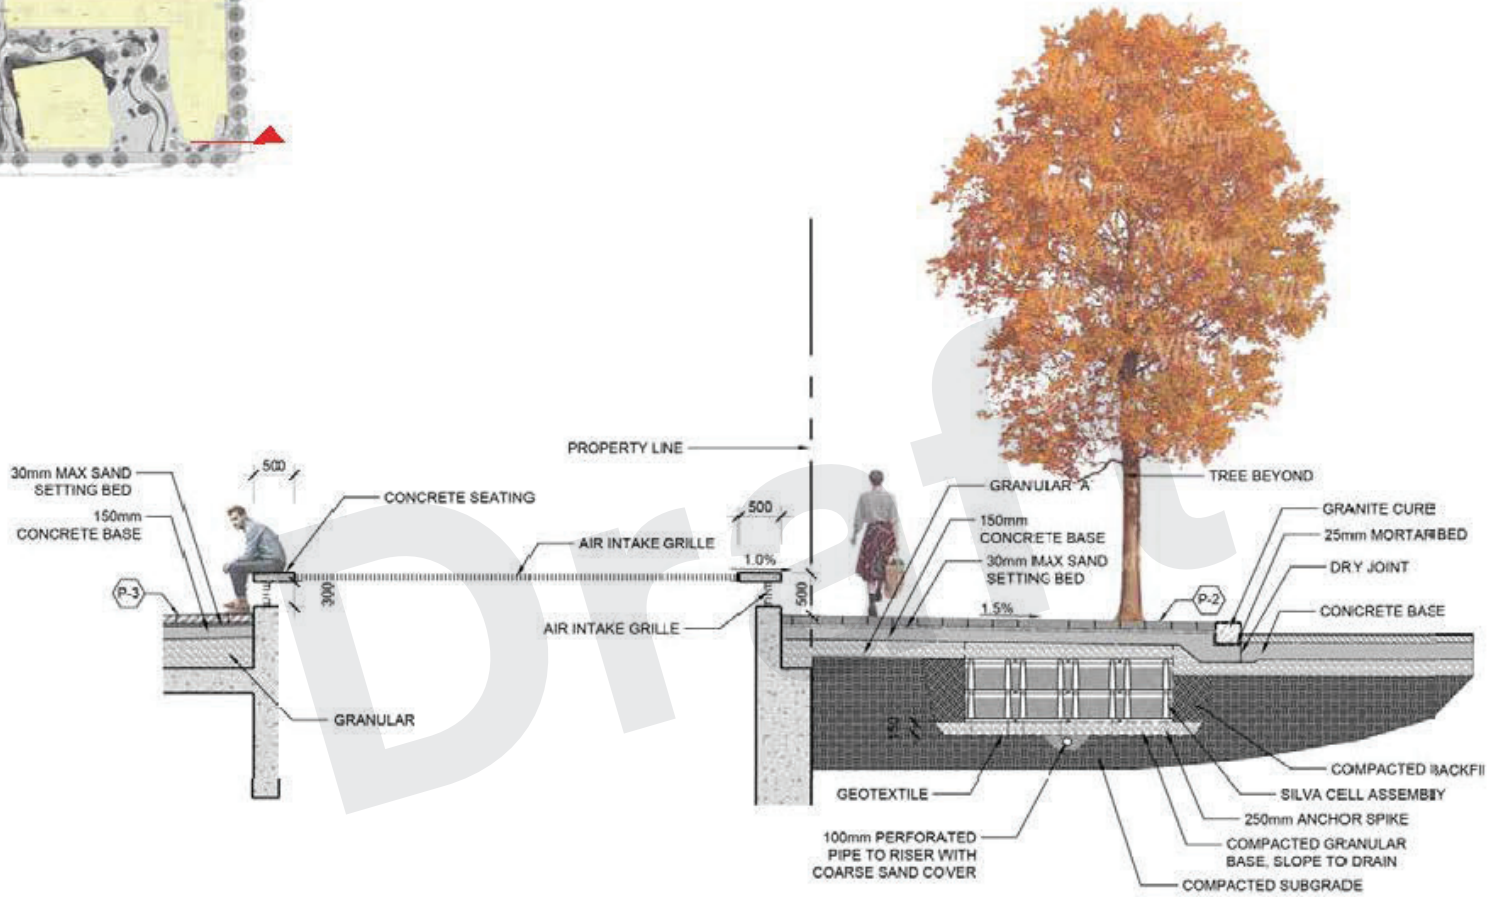 PROPERTY LINE
30mm MAX SAND
SETTING BED
150mm
CONCRETE BASE
P-3
500
CONCRETE SEATING
AIR INTAKE GRILLE
300
AIR INTAKE GRILLE
500
1.0%
500
GRANULAR
GRANULAR 'A'
150mm
CONCRETE BASE
30mm MAX SAND
SETTING BED
1.5%
TREE BEYOND
P-2
GRANITE CURB
25mm MORTAR BED
DRY JOINT
CONCRETE BASE
150
GEOTEXTILE
100mm PERFORATED
PIPE TO RISER WITH
COARSE SAND COVER
COMPACTED BACKFI
SILVA CELL ASSEMBLY
250mm ANCHOR SPIKE
COMPACTED GRANULAR
BASE, SLOPE TO DRAIN
COMPACTED SUBGRADE
Draft